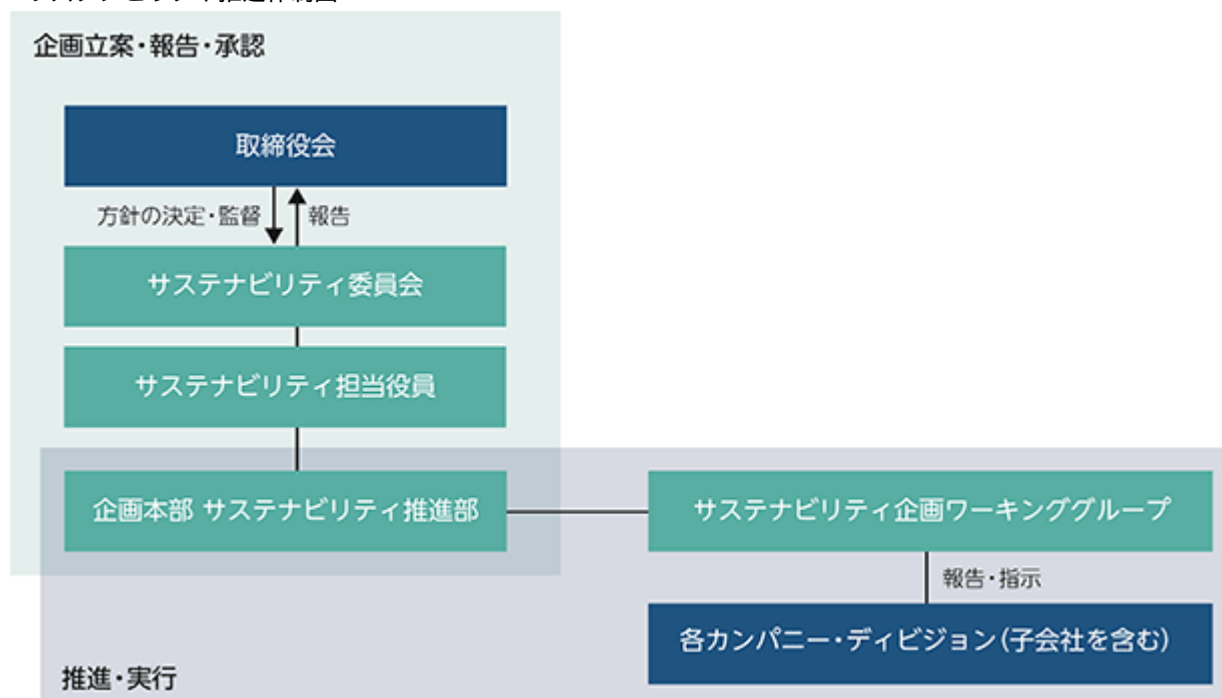 企画立案・報告・承認
取締役会
方針の決定・監督
報告
サステナビリティ委員会
サステナビリティ担当役員
企画本部 サステナビリティ推進部
サステナビリティ企画ワーキンググループ
報告・指示
各カンパニー・ディビジョン(子会社を含む)
推進・実行